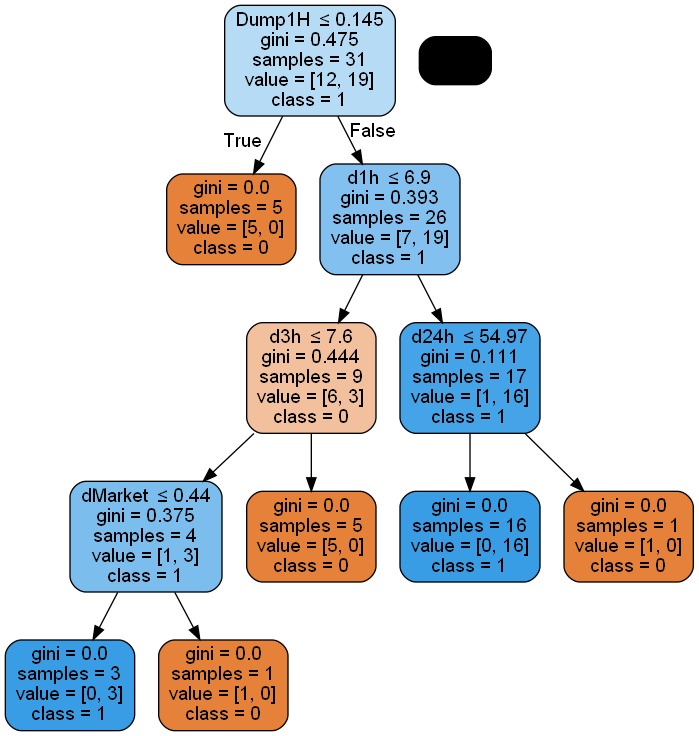 Dump1H ≤ 0.145
gini = 0.475
samples = 31
value = [12, 19]
class = 1
True
False
gini = 0.0
samples = 5
value = [5, 0]
class = 0
d1h ≤ 6.9
gini = 0.393
samples = 26
value = [7, 19]
class = 1
d3h ≤ 7.6
gini = 0.444
samples = 9
value = [6, 3]
class = 0
d24h ≤ 54.97
gini = 0.111
samples = 17
value = [1, 16]
class = 1
dMarket ≤ 0.44
gini = 0.375
samples = 4
value = [1, 3]
class = 1
gini = 0.0
samples = 5
value = [5, 0]
class = 0
gini = 0.0
samples = 16
value = [0, 16]
class = 1
gini = 0.0
samples = 1
value = [1, 0]
class = 0
gini = 0.0
samples = 3
value = [0, 3]
class = 1
gini = 0.0
samples = 1
value = [1, 0]
class = 0